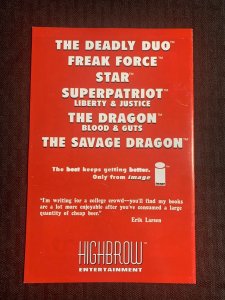 THE DEADLY DUO™
FREAK FORCE™
STAR™
SUPERPATRIOT™
LIBERTY & JUSTICE
THE DRAGON™
BLOOD & GUTS
THE SAVAGE DRAGON™
The best keeps getting better.
Only from image
"I'm writing for a college crowd—you'll find my books
are a lot more enjoyable after you've consumed a large
quantity of cheap beer."
Erik Larsen
HIGHBROW™
ENTERTAINMENT